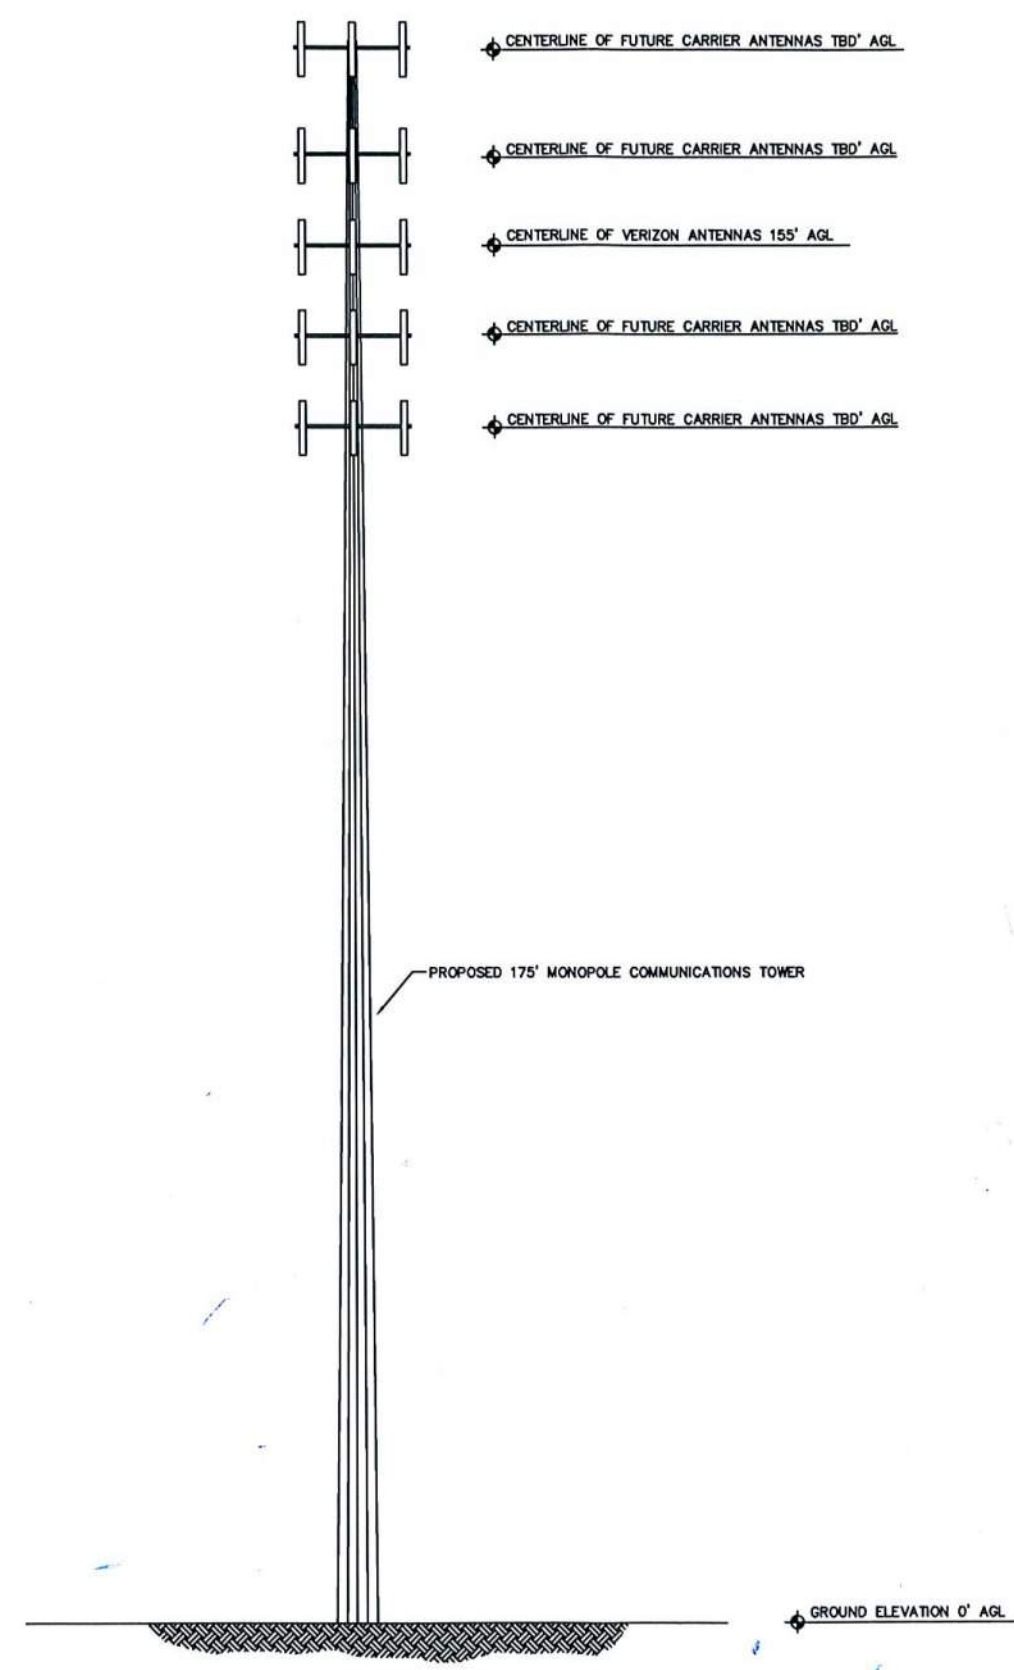 CENTERLINE OF FUTURE CARRIER ANTENNAS TBD' AGL
CENTERLINE OF FUTURE CARRIER ANTENNAS TBD' AGL
CENTERLINE OF VERIZON ANTENNAS 155' AGL
CENTERLINE OF FUTURE CARRIER ANTENNAS TBD' AGL
CENTERLINE OF FUTURE CARRIER ANTENNAS TBD' AGL
PROPOSED 175' MONOPOLE COMMUNICATIONS TOWER
GROUND ELEVATION 0' AGL